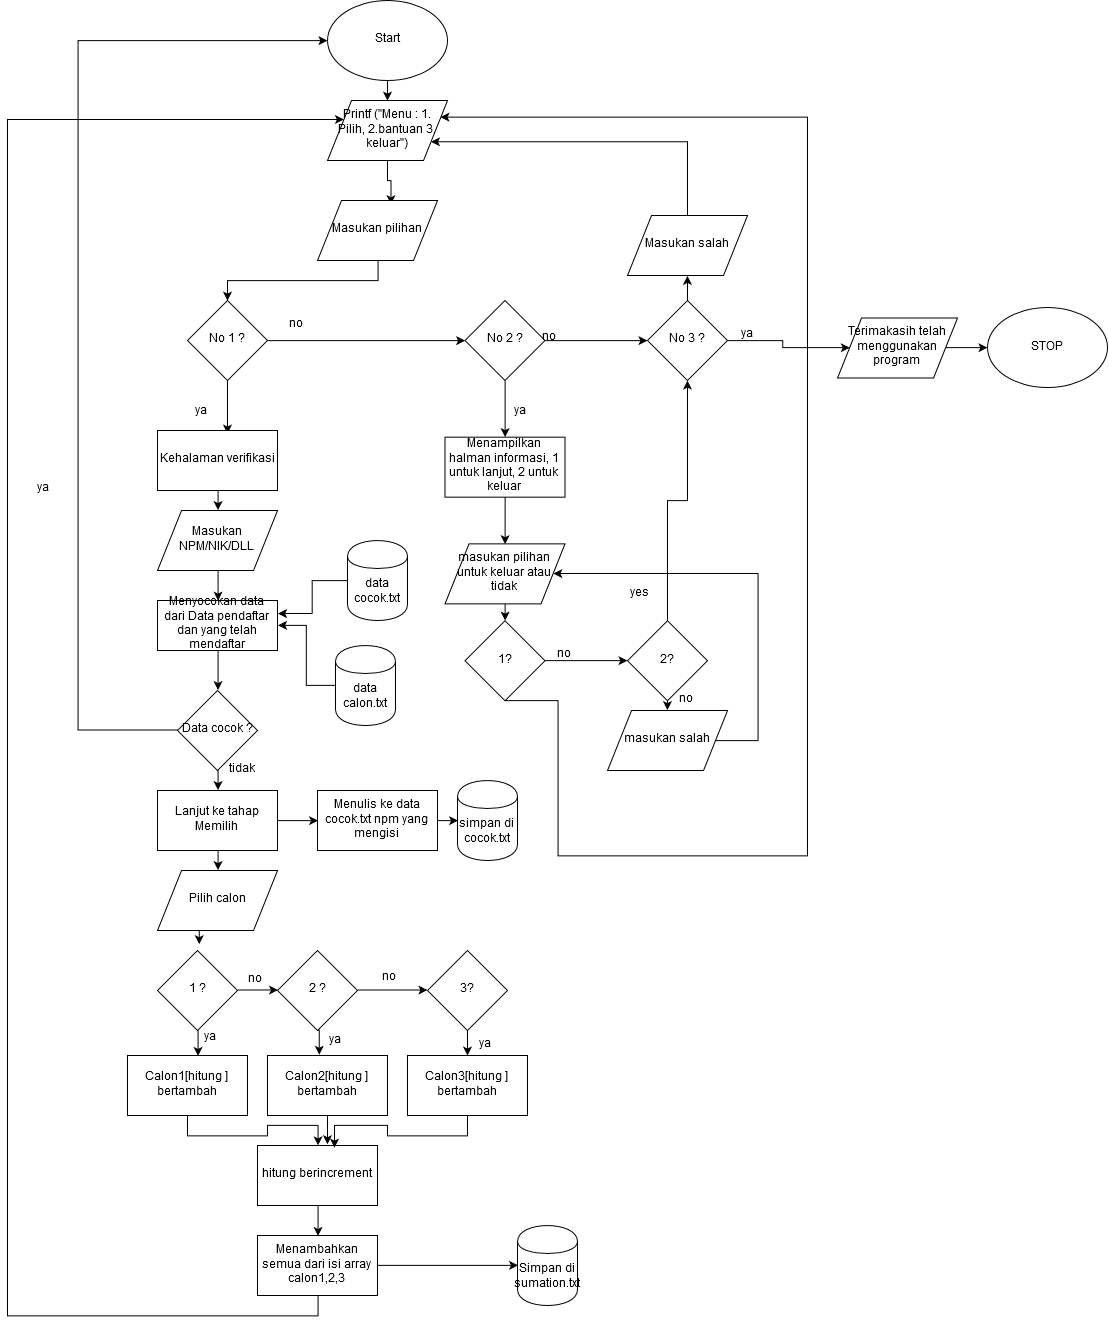 Start
Printf ("Menu : 1.
Pilih, 2.bantuan 3
keluar")
Masukan pilihan
Masukan salah
No 1 ?
no
No 2 ?
no
No 3 ?
ya
Terimakasih telah
menggunakan
program
STOP
ya
ya
Kehalaman verifikasi
Menampilkan
halman informasi, 1
untuk lanjut, 2 untuk
keluar
ya
Masukan
NPM/NIK/DLL
masukan pilihan
untuk keluar atau
tidak
data
cocok.txt
yes
Menyocokan data
dari Data pendaftar
dan yang telah
mendaftar
1?
no
2?
data
calon.txt
no
masukan salah
Data cocok ?
tidak
Lanjut ke tahap
Memilih
Menulis ke data
cocok.txt npm yang
mengisi
simpan di
cocok.txt
Pilih calon
1 ?
no
2 ?
no
3?
ya
ya
ya
Calon1[hitung ]
bertambah
Calon2[hitung ]
bertambah
Calon3[hitung ]
bertambah
hitung berincrement
Menambahkan
semua dari isi array
calon1,2,3
Simpan di
sumation.txt